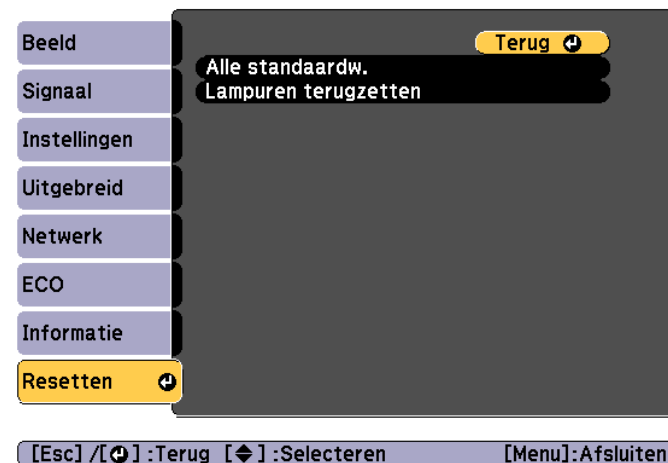 Beeld
Signaal
Instellingen
Uitgebreid
Netwerk
ECO
Informatie
Resetten
Terug
Alle standaardw.
Lampuren terugzetten
[Esc] /[⏎] :Terug [◆] :Selecteren [Menu]:Afsluiten